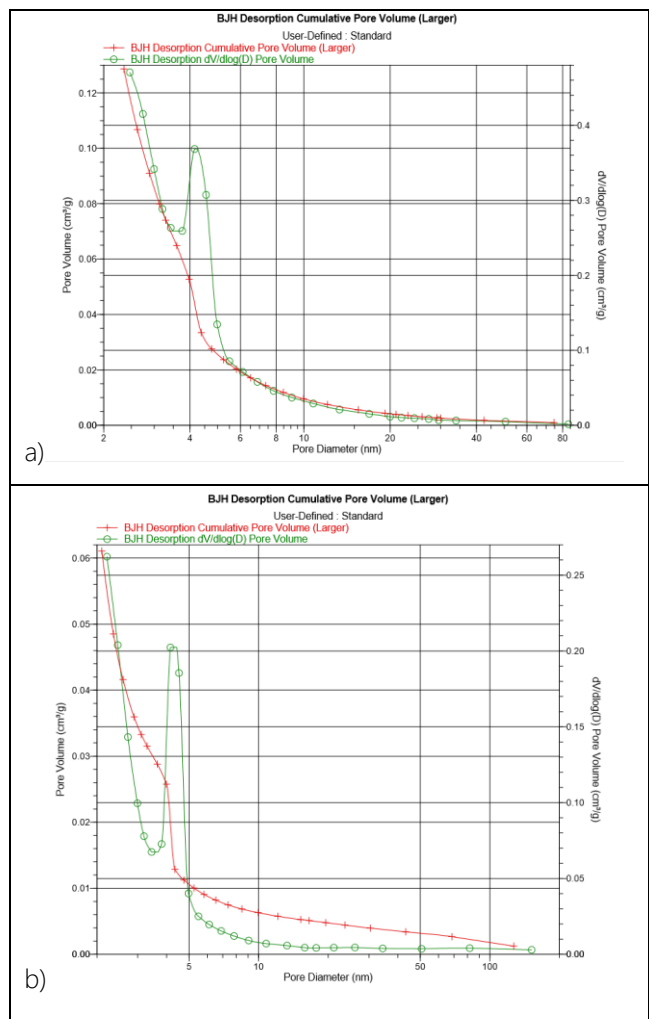 BJH Desorption Cumulative Pore Volume (Larger)
User-Defined : Standard
BJH Desorption Cumulative Pore Volume (Larger)
BJH Desorption dV/dlog(D) Pore Volume
0.12
0.10
0.08
0.06
0.04
0.02
0.00
Pore Volume (cm³/g)
0.4
0.3
0.2
0.1
0.0
dV/dlog(D) Pore Volume (cm³/g)
2 4 6 8 10 20 40 60 80
Pore Diameter (nm)
a)
BJH Desorption Cumulative Pore Volume (Larger)
User-Defined : Standard
BJH Desorption Cumulative Pore Volume (Larger)
BJH Desorption dV/dlog(D) Pore Volume
0.06
0.05
0.04
0.03
0.02
0.01
0.00
Pore Volume (cm³/g)
0.25
0.20
0.15
0.10
0.05
0.00
dV/dlog(D) Pore Volume (cm³/g)
5 10 50 100
Pore Diameter (nm)
b)